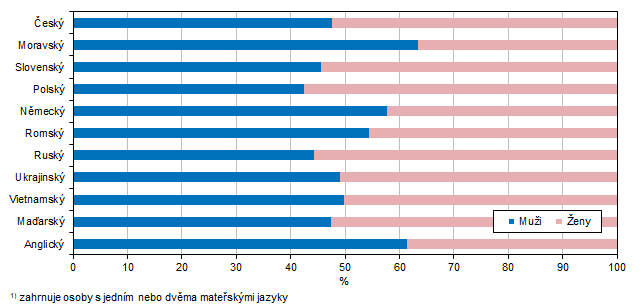 Český
Moravský
Slovenský
Polský
Německý
Romský
Ruský
Ukrajinský
Vietnamský
Maďarský
Anglický
Muži Ženy
0 10 20 30 40 50 60 70 80 90 100
%
¹⁾ zahrnuje osoby s jedním nebo dvěma mateřskými jazyky